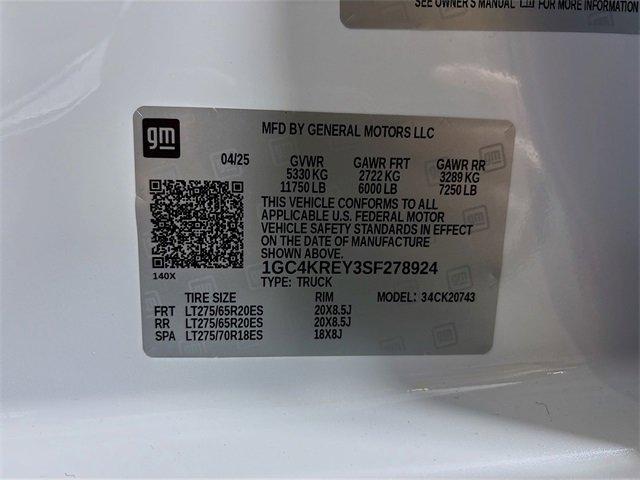 SEE OWNER'S MANUAL FOR MORE INFORMATION
gm
MFD BY GENERAL MOTORS LLC
04/25 GVWR GAWR FRT GAWR RR
5330 KG 2722 KG 3289 KG
11750 LB 6000 LB 7250 LB
THIS VEHICLE CONFORMS TO ALL
APPLICABLE U.S. FEDERAL MOTOR
VEHICLE SAFETY STANDARDS IN EFFECT
ON THE DATE OF MANUFACTURE
SHOWN ABOVE.
1GC4KREY3SF278924
140X
TYPE: TRUCK
TIRE SIZE RIM MODEL: 34CK20743
FRT LT275/65R20ES 20X8.5J
RR LT275/65R20ES 20X8.5J
SPA LT275/70R18ES 18X8J